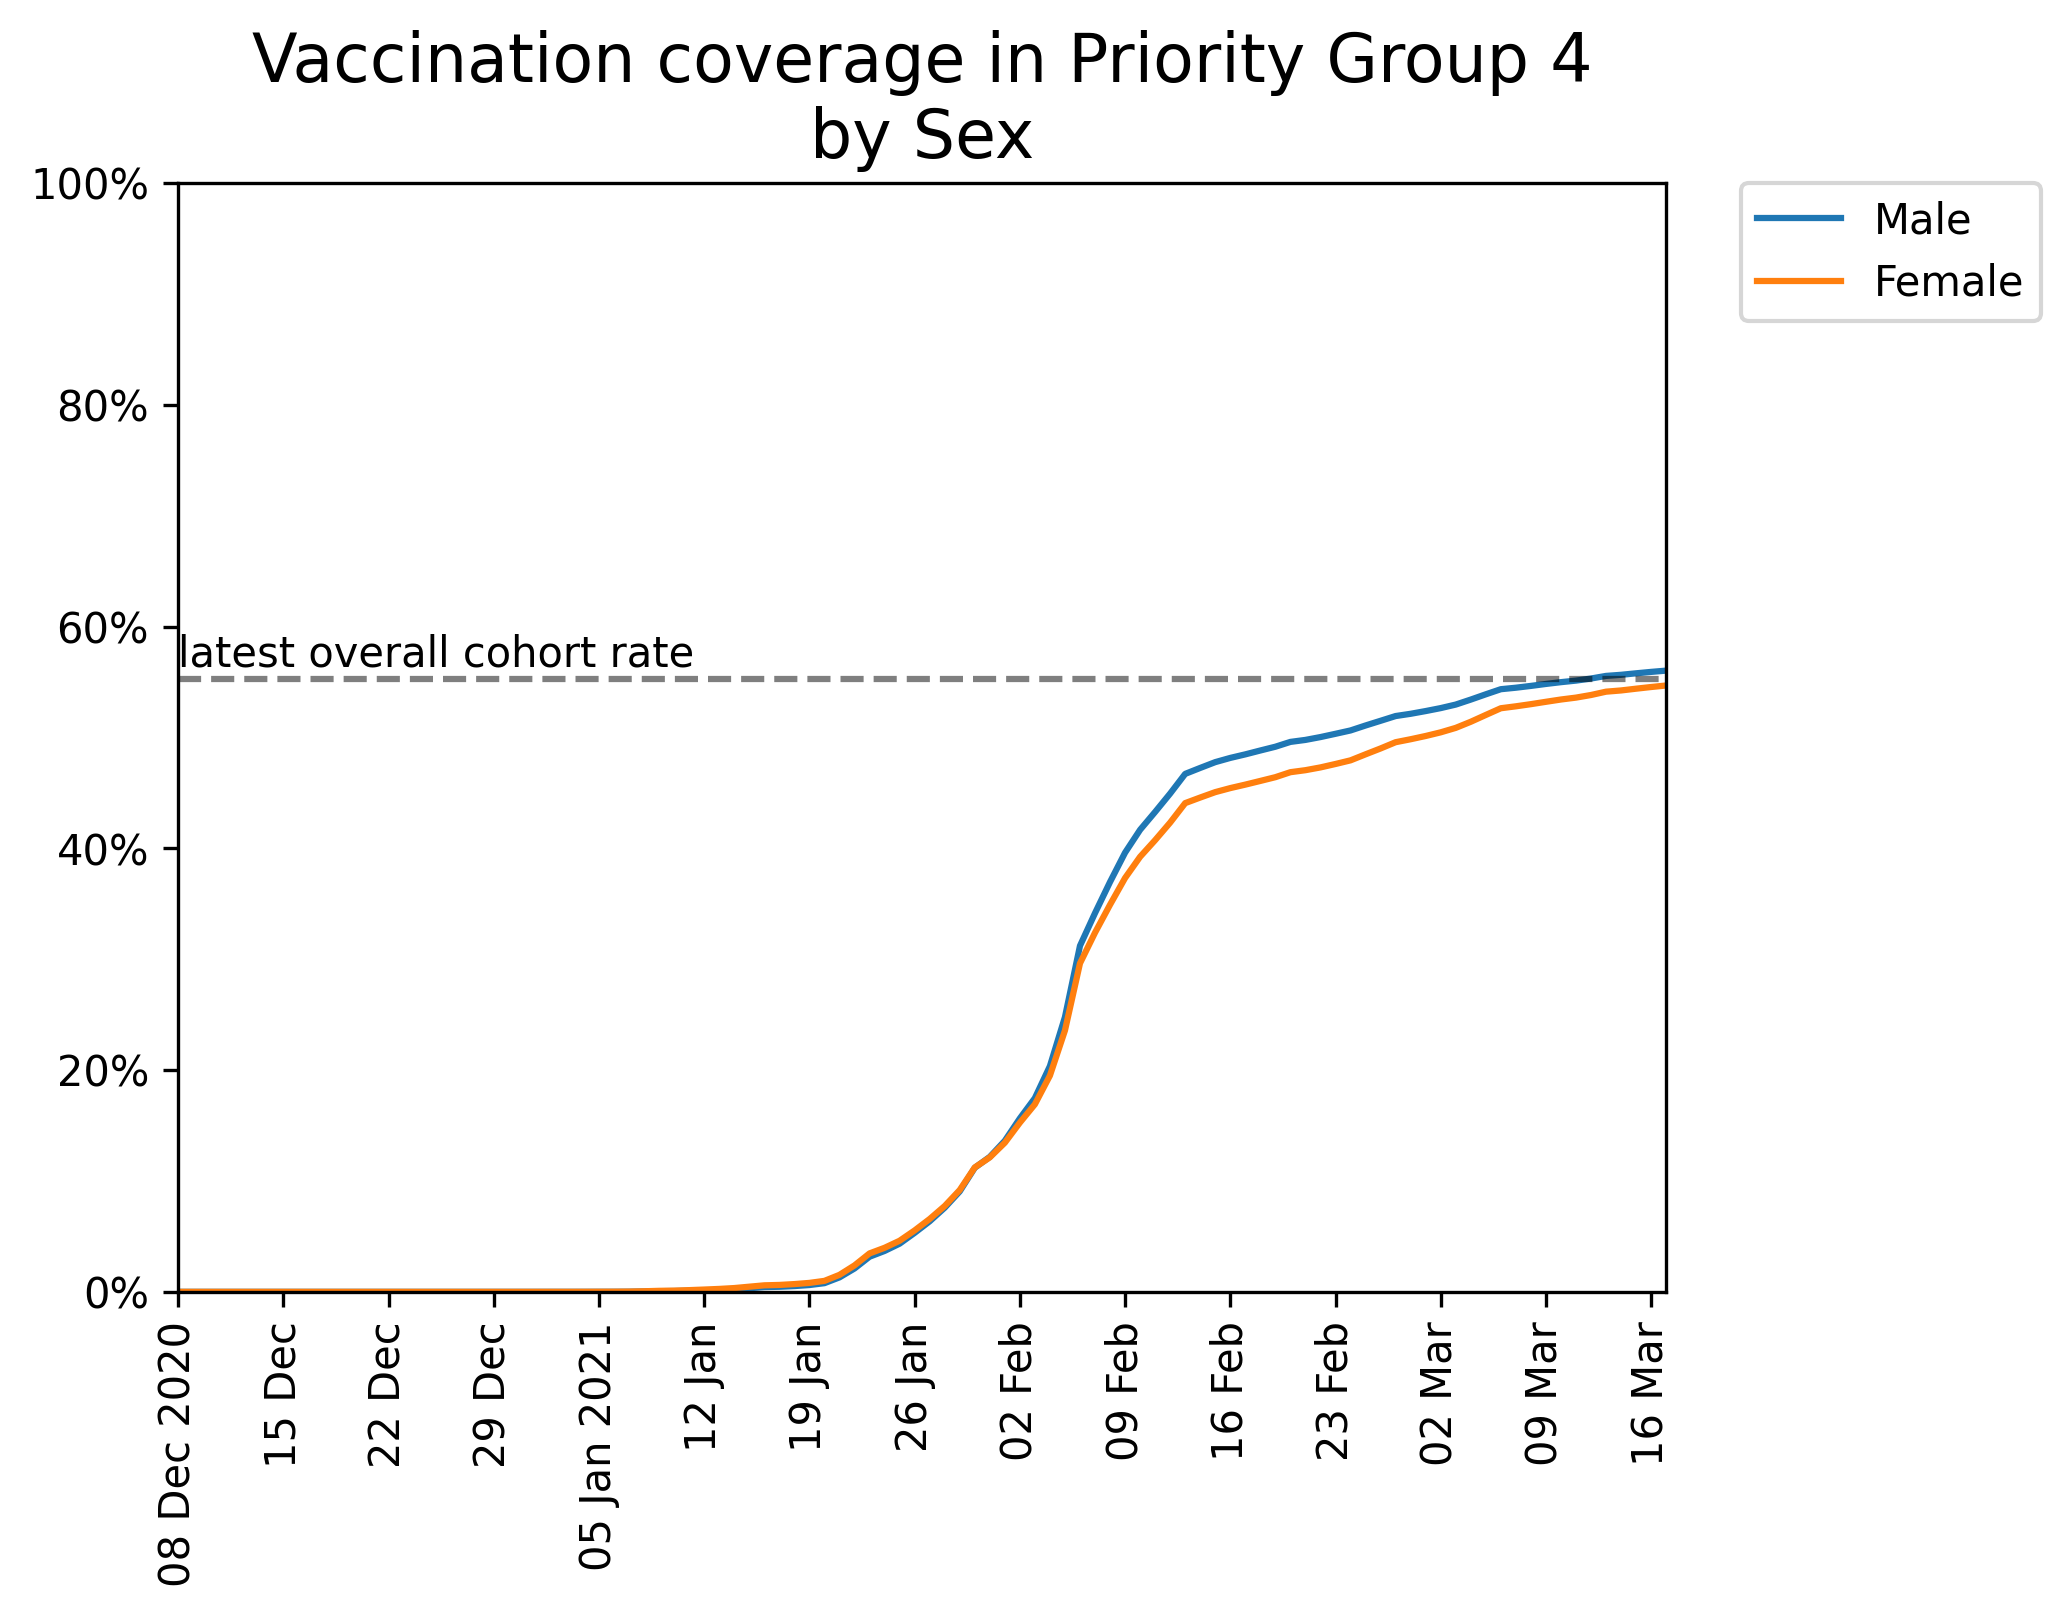 Vaccination coverage in Priority Group 4
by Sex
100%
80%
60%
40%
20%
0%
latest overall cohort rate
Male
Female
08 Dec 2020
15 Dec
22 Dec
29 Dec
05 Jan 2021
12 Jan
19 Jan
26 Jan
02 Feb
09 Feb
16 Feb
23 Feb
02 Mar
09 Mar
16 Mar